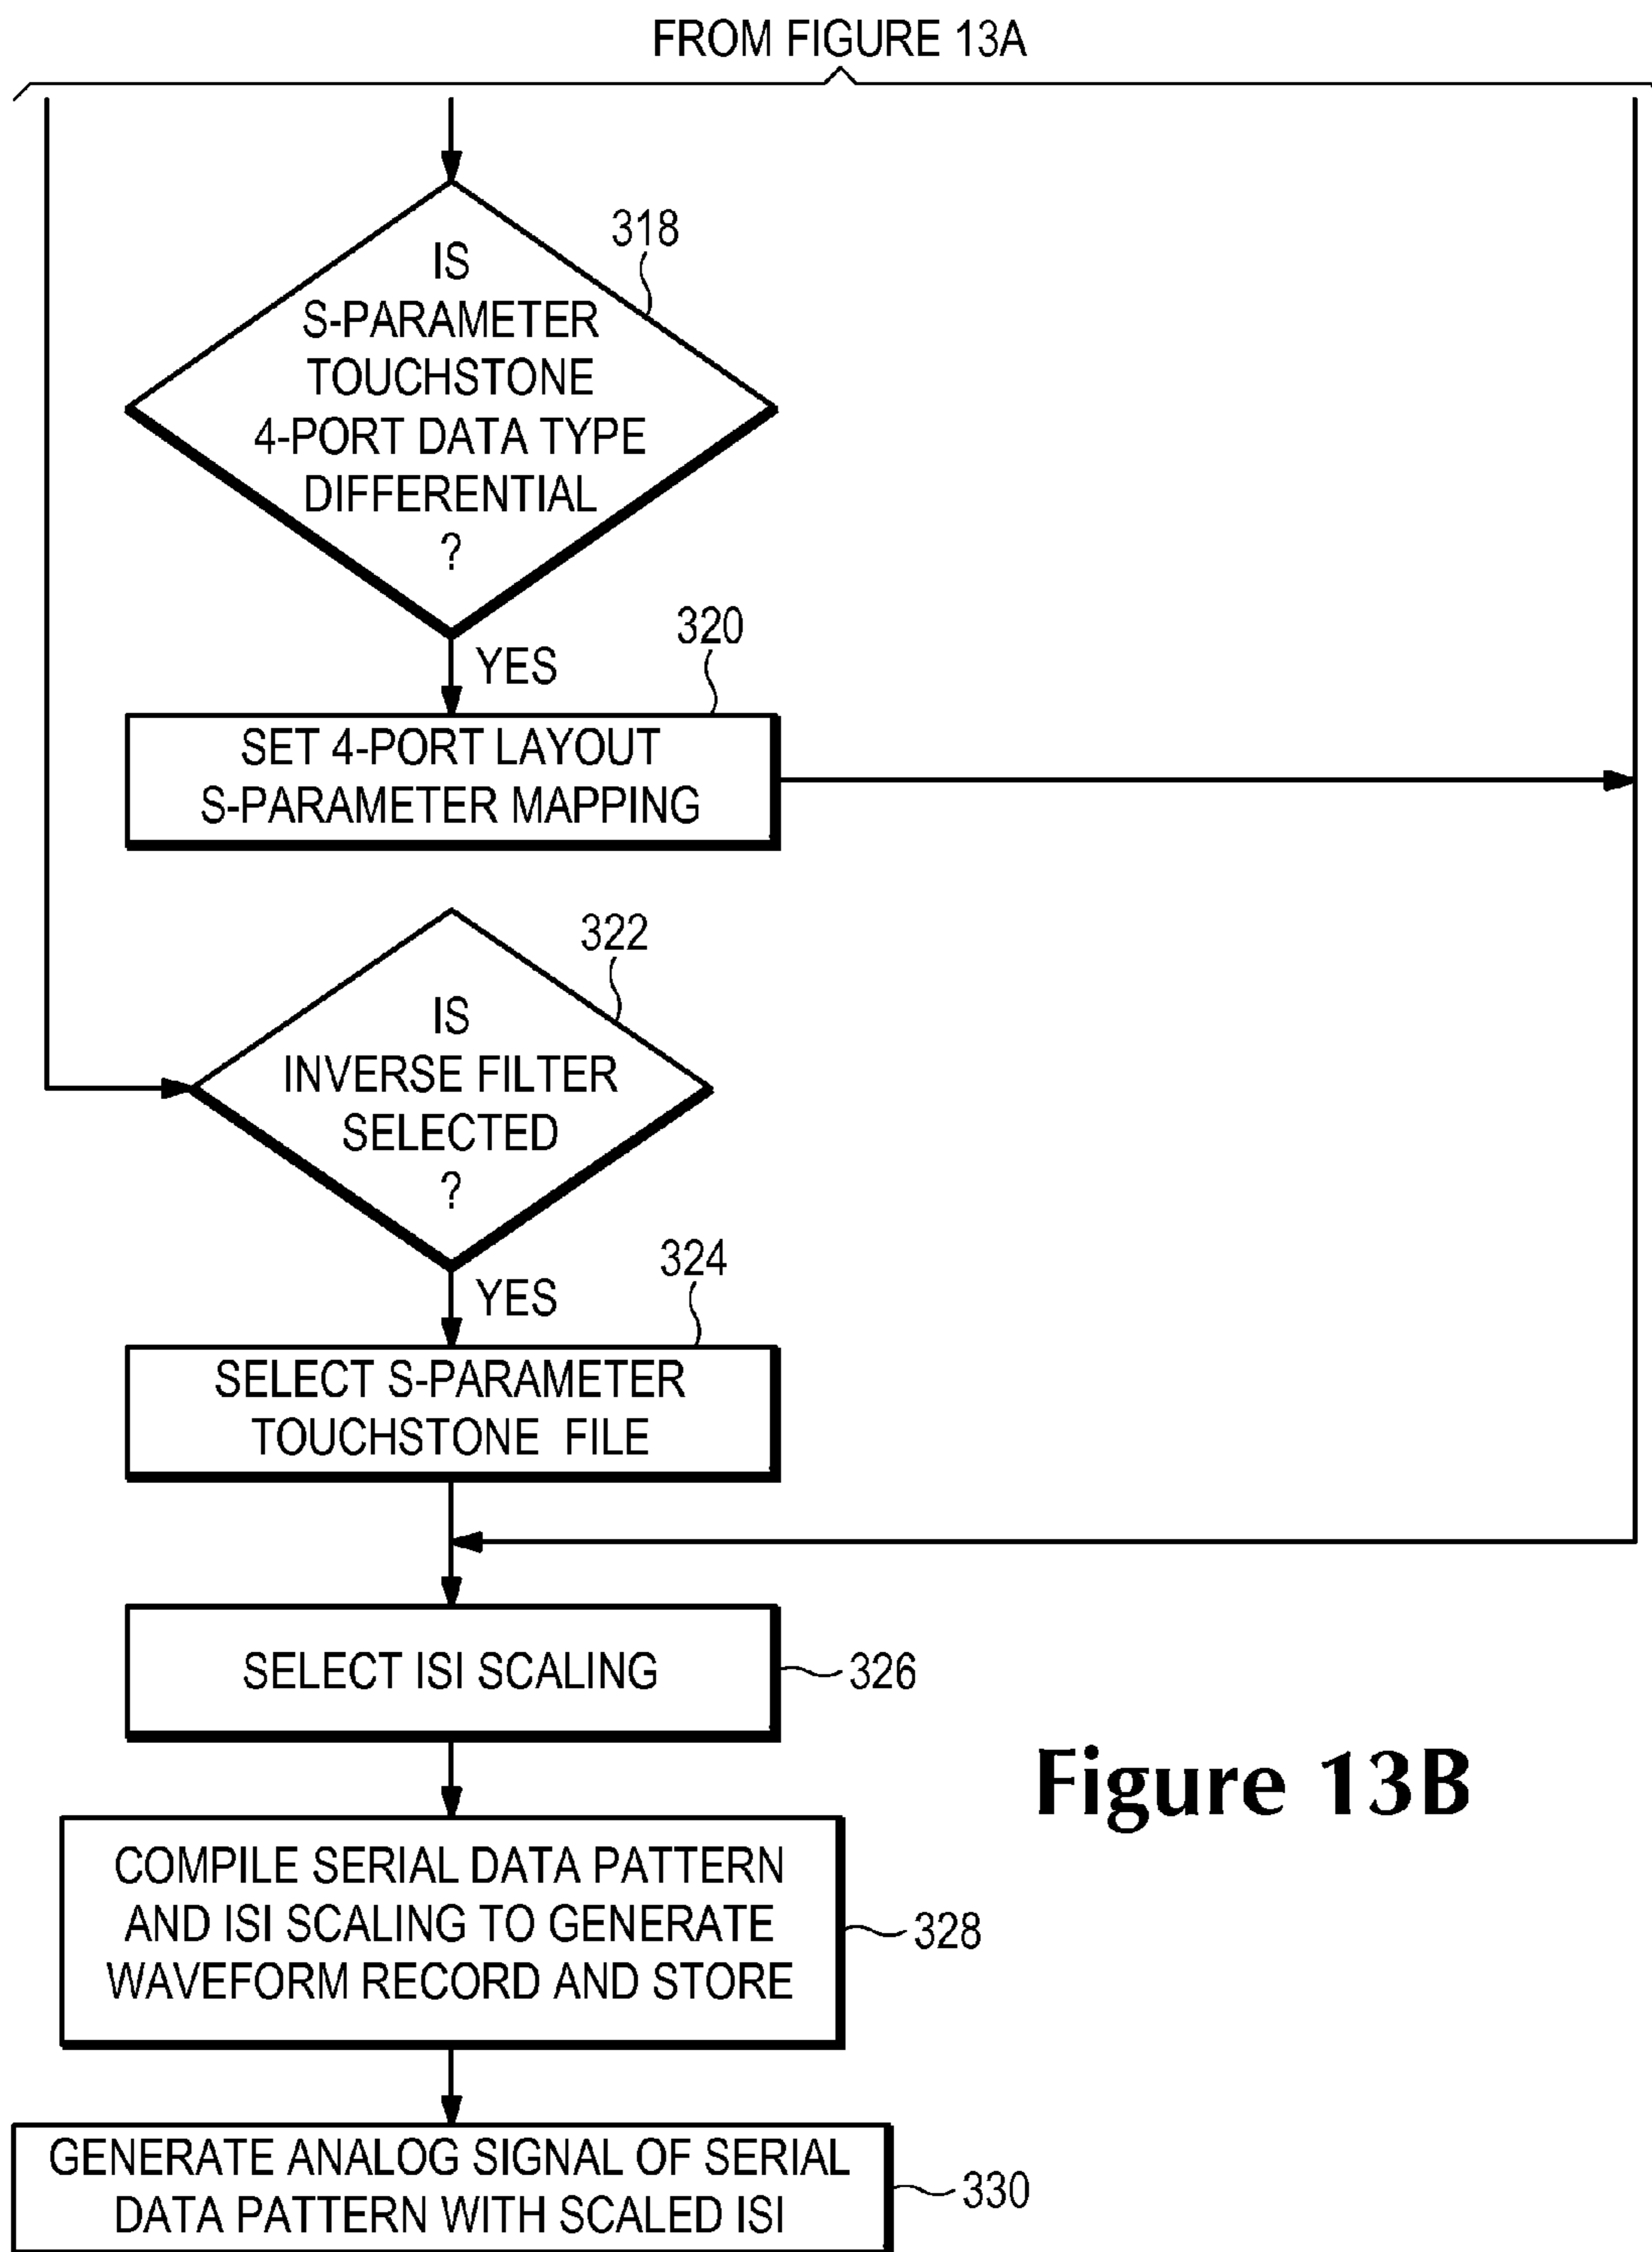 FROM FIGURE 13A
318
IS
S-PARAMETER
TOUCHSTONE
4-PORT DATA TYPE
DIFFERENTIAL
?
YES
320
SET 4-PORT LAYOUT
S-PARAMETER MAPPING
322
IS
INVERSE FILTER
SELECTED
?
YES
324
SELECT S-PARAMETER
TOUCHSTONE FILE
SELECT ISI SCALING
326
COMPILE SERIAL DATA PATTERN
AND ISI SCALING TO GENERATE
WAVEFORM RECORD AND STORE
328
GENERATE ANALOG SIGNAL OF SERIAL
DATA PATTERN WITH SCALED ISI
330
Figure 13B